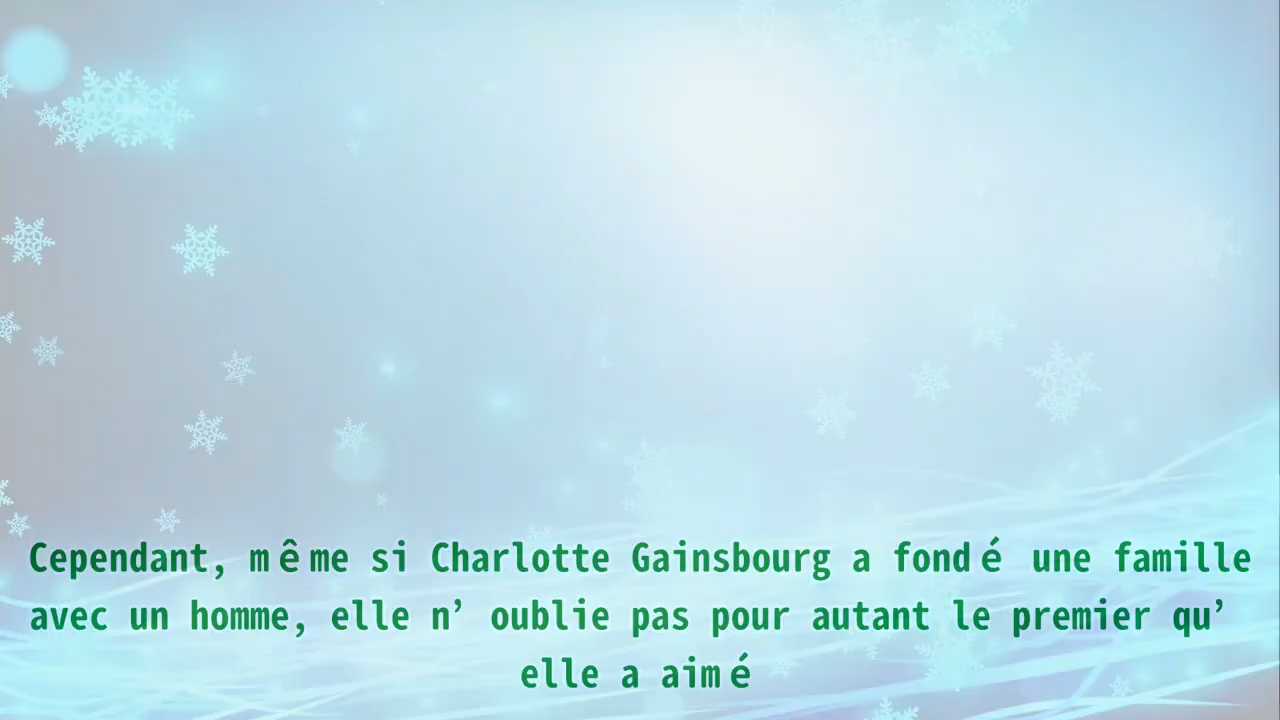 Cependant, même si Charlotte Gainsbourg a fondé une famille
avec un homme, elle n’ oublie pas pour autant le premier qu’
elle a aimé